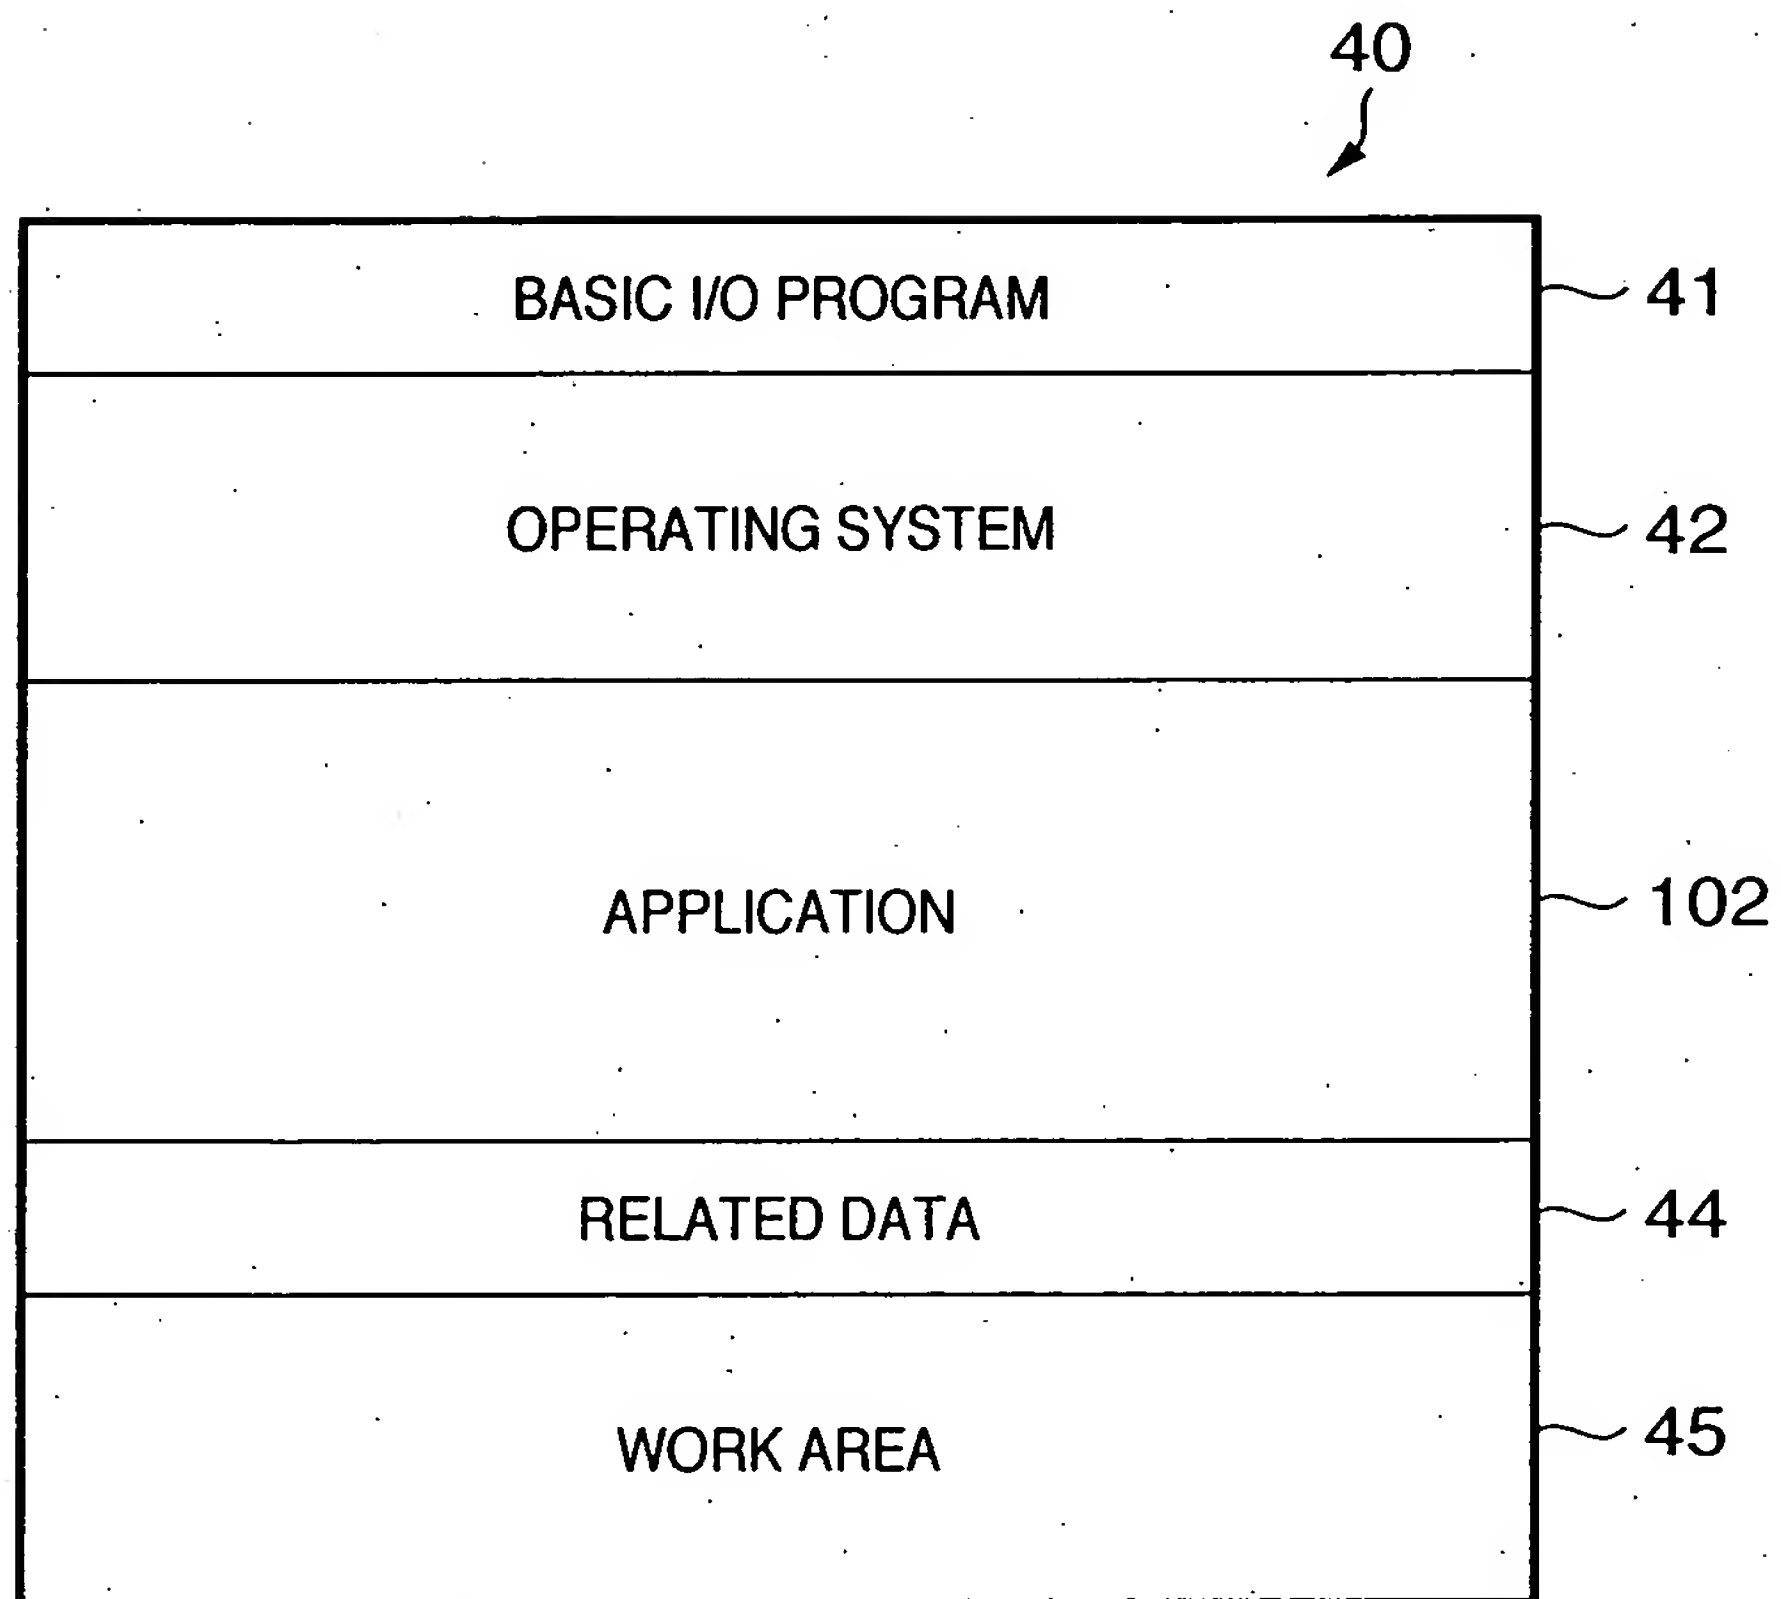 40
BASIC I/O PROGRAM 41
OPERATING SYSTEM 42
APPLICATION 102
RELATED DATA 44
WORK AREA 45